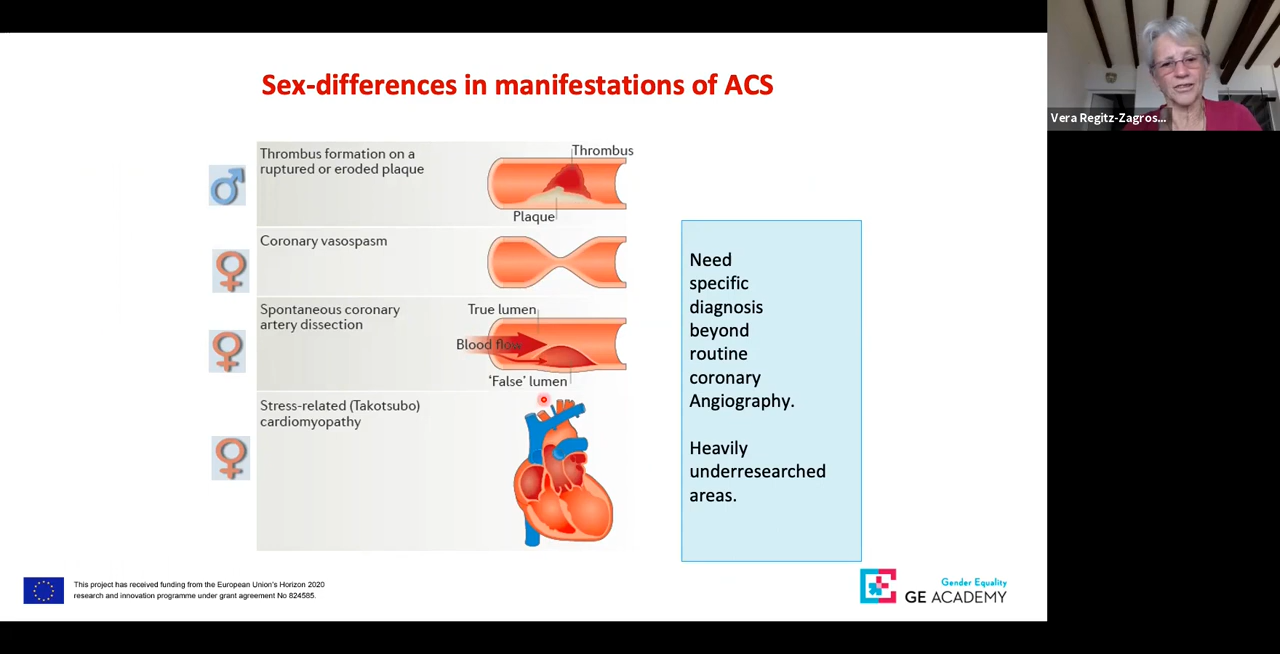 Sex-differences in manifestations of ACS
Vera Regitz-Zagros...
Thrombus formation on a
ruptured or eroded plaque
Thrombus
Plaque
Coronary vasospasm
Spontaneous coronary
artery dissection
True lumen
Blood flow
‘False’ lumen
Stress-related (Takotsubo)
cardiomyopathy
Need
specific
diagnosis
beyond
routine
coronary
Angiography.
Heavily
underresearched
areas.
This project has received funding from the European Union's Horizon 2020
research and innovation programme under grant agreement No 824585.
Gender Equality
GE ACADEMY